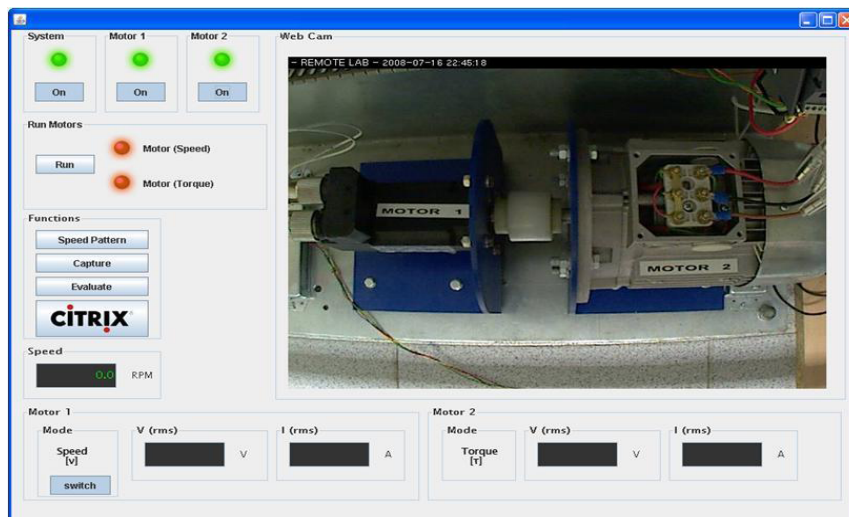 System
Motor 1
Motor 2
Web Cam
On
On
On
- REMOTE LAB - 2008-07-16 22:45:18
Run Motors
Run
Motor (Speed)
Motor (Torque)
MOTOR 1
MOTOR 2
Functions
Speed Pattern
Capture
Evaluate
CITRIX
Speed
0.0
RPM
Motor 1
Mode
Speed
[v]
switch
V (rms)
V
I (rms)
A
Motor 2
Mode
Torque
[τ]
V (rms)
V
I (rms)
A